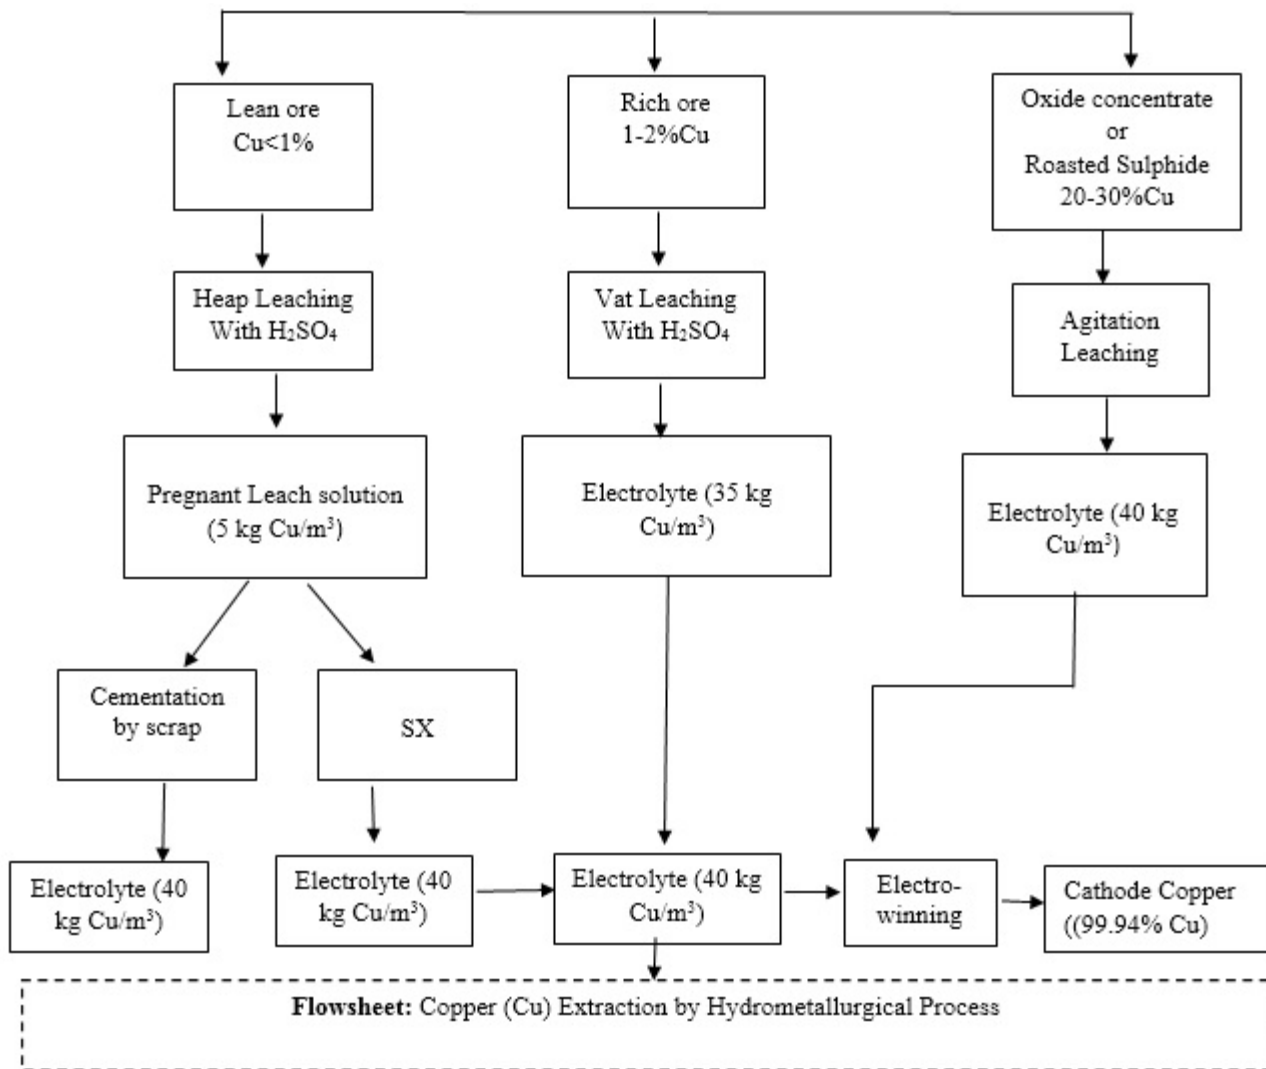 Lean ore
Cu<1%
Rich ore
1-2%Cu
Oxide concentrate
or
Roasted Sulphide
20-30%Cu
Heap Leaching
With H₂SO₄
Vat Leaching
With H₂SO₄
Agitation
Leaching
Pregnant Leach solution
(5 kg Cu/m³)
Electrolyte (35 kg
Cu/m³)
Electrolyte (40 kg
Cu/m³)
Cementation
by scrap
SX
Electrolyte (40
kg Cu/m³)
Electrolyte (40
kg Cu/m³)
Electrolyte (40 kg
Cu/m³)
Electro-
winning
Cathode Copper
((99.94% Cu)
Flowsheet: Copper (Cu) Extraction by Hydrometallurgical Process